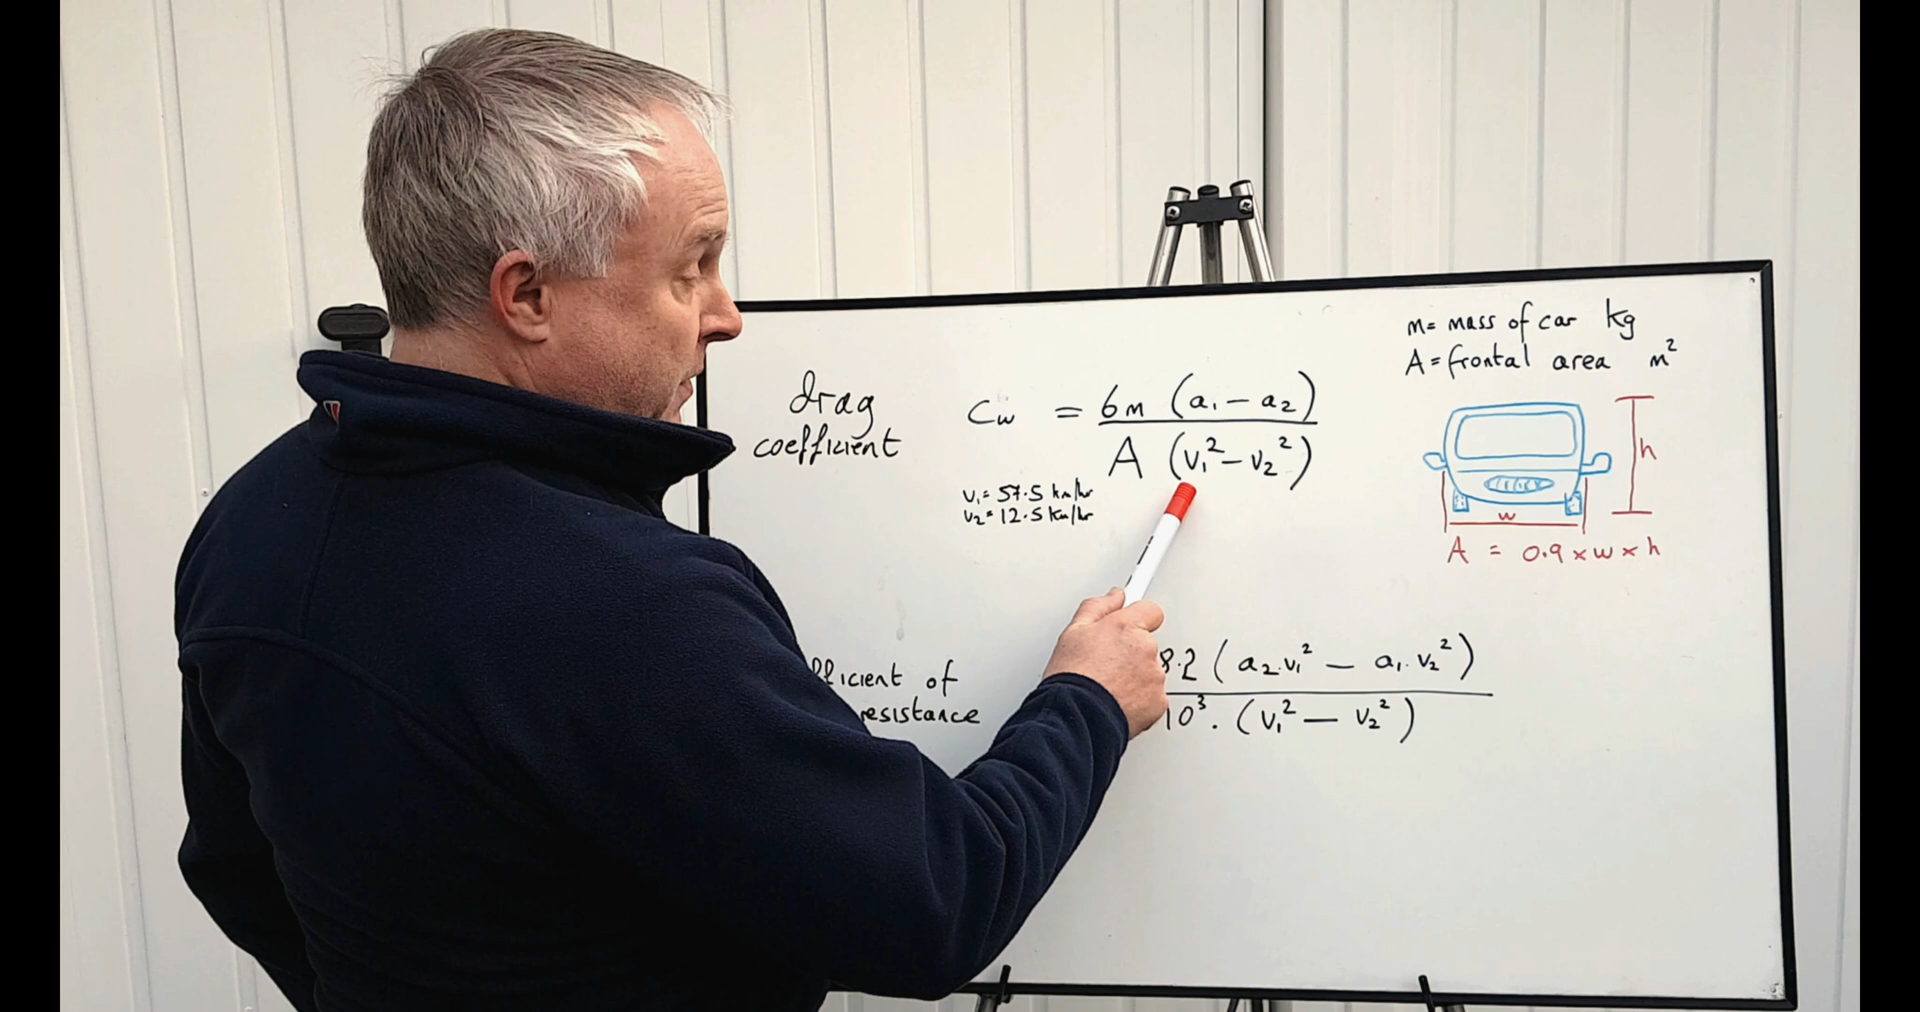 drag
coefficient
Cw = 6m (a₁ - a₂)
A (v₁² - v₂²)
v₁ = 57.5 km/hr
v₂ = 12.5 km/hr
m = mass of car kg
A = frontal area m²
h
w
A = 0.9 x w x h
fficient of
resistance
8.2 (a₂.v₁² - a₁.v₂²)
10³. (v₁² - v₂²)